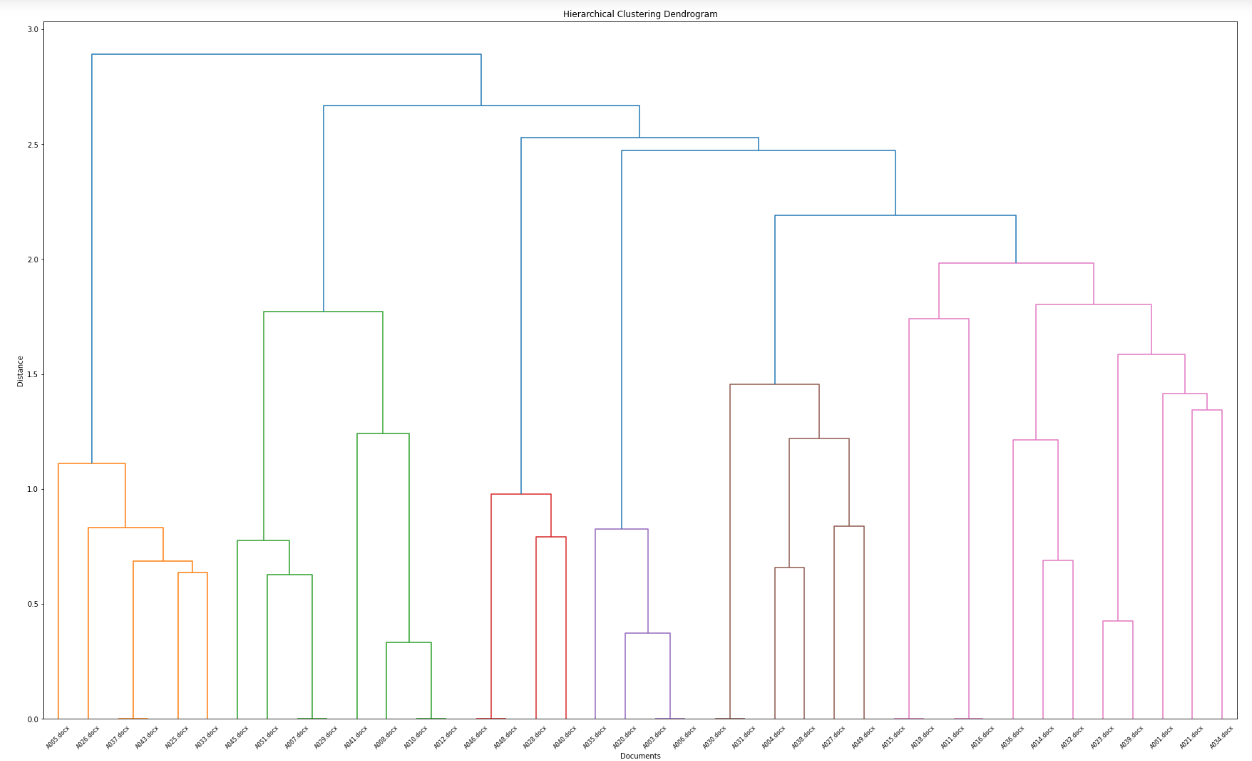 Hierarchical Clustering Dendrogram
3.0
2.5
2.0
1.5
1.0
0.5
0.0
Distance
A005.docx A026.docx A037.docx A043.docx A025.docx A033.docx A045.docx A051.docx A007.docx A029.docx A041.docx A008.docx A010.docx A012.docx A046.docx A048.docx A028.docx A040.docx A035.docx A020.docx A003.docx A006.docx A030.docx A031.docx A004.docx A038.docx A027.docx A049.docx A015.docx A018.docx A011.docx A016.docx A036.docx A014.docx A032.docx A023.docx A039.docx A001.docx A021.docx A034.docx
Documents